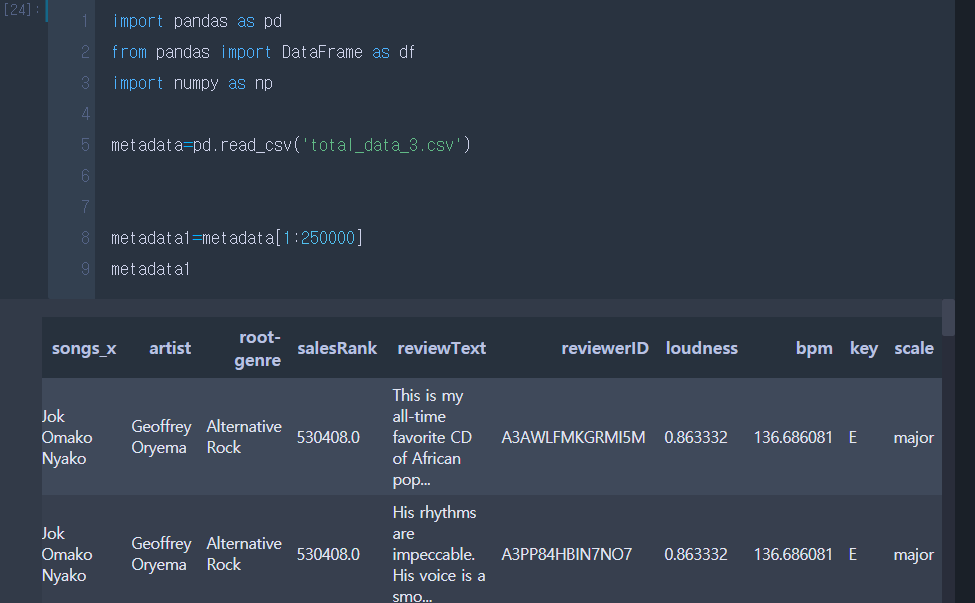 [24]:
1 import pandas as pd
2 from pandas import DataFrame as df
3 import numpy as np
4
5 metadata=pd.read_csv('total_data_3.csv')
6
7
8 metadata1=metadata[1:250000]
9 metadata1
songs_x artist root-genre salesRank reviewText reviewerID loudness bpm key scale
Jok Omako Nyako Geoffrey Oryema Alternative Rock 530408.0 This is my all-time favorite CD of African pop... A3AWLFMKGRMI5M 0.863332 136.686081 E major
Jok Omako Nyako Geoffrey Oryema Alternative Rock 530408.0 His rhythms are impeccable. His voice is a smo... A3PP84HBIN7NO7 0.863332 136.686081 E major